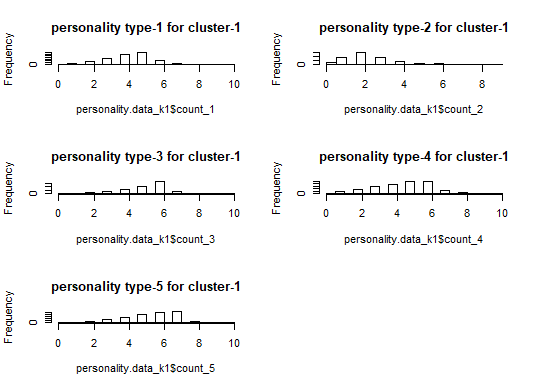 personality type-1 for cluster-1
Frequency
0
0 2 4 6 8 10
personality.data_k1$count_1
personality type-2 for cluster-1
Frequency
0
0 2 4 6 8
personality.data_k1$count_2
personality type-3 for cluster-1
Frequency
0
0 2 4 6 8 10
personality.data_k1$count_3
personality type-4 for cluster-1
Frequency
0
0 2 4 6 8 10
personality.data_k1$count_4
personality type-5 for cluster-1
Frequency
0
0 2 4 6 8 10
personality.data_k1$count_5